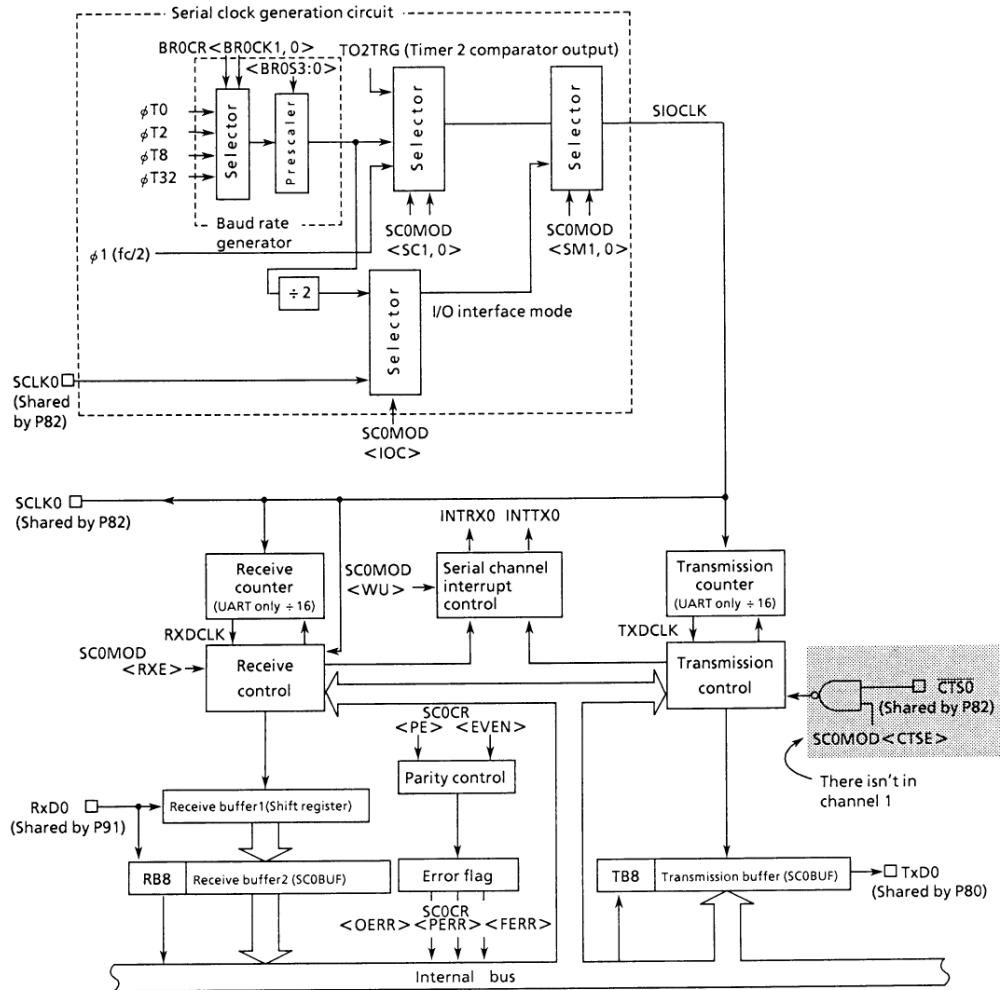 Serial clock generation circuit
BR0CR<BR0CK1, 0>
<BR0S3:0>
TO2TRG (Timer 2 comparator output)
φT0
φT2
φT8
φT32
Selector
Prescaler
Baud rate
generator
Selector
Selector
SIOCLK
SC0MOD
<SC1, 0>
SC0MOD
<SM1, 0>
φ1 (fc/2)
÷ 2
Selector
I/O interface mode
SCLK0
(Shared
by P82)
SC0MOD
<IOC>
SCLK0
(Shared by P82)
INTRX0 INTTX0
Receive
counter
(UART only ÷ 16)
SC0MOD
<WU>
Serial channel
interrupt
control
Transmission
counter
(UART only ÷ 16)
RXDCLK
TXDCLK
SC0MOD
<RXE>
Receive
control
Transmission
control
CTS0
(Shared by P82)
SC0MOD<CTSE>
There isn't in
channel 1
SC0CR
<PE> <EVEN>
Parity control
RxD0
(Shared by P91)
Receive buffer1(Shift register)
RB8 Receive buffer2 (SC0BUF)
Error flag
TB8 Transmission buffer (SC0BUF)
TxD0
(Shared by P80)
SC0CR
<OERR> <PERR> <FERR>
Internal bus